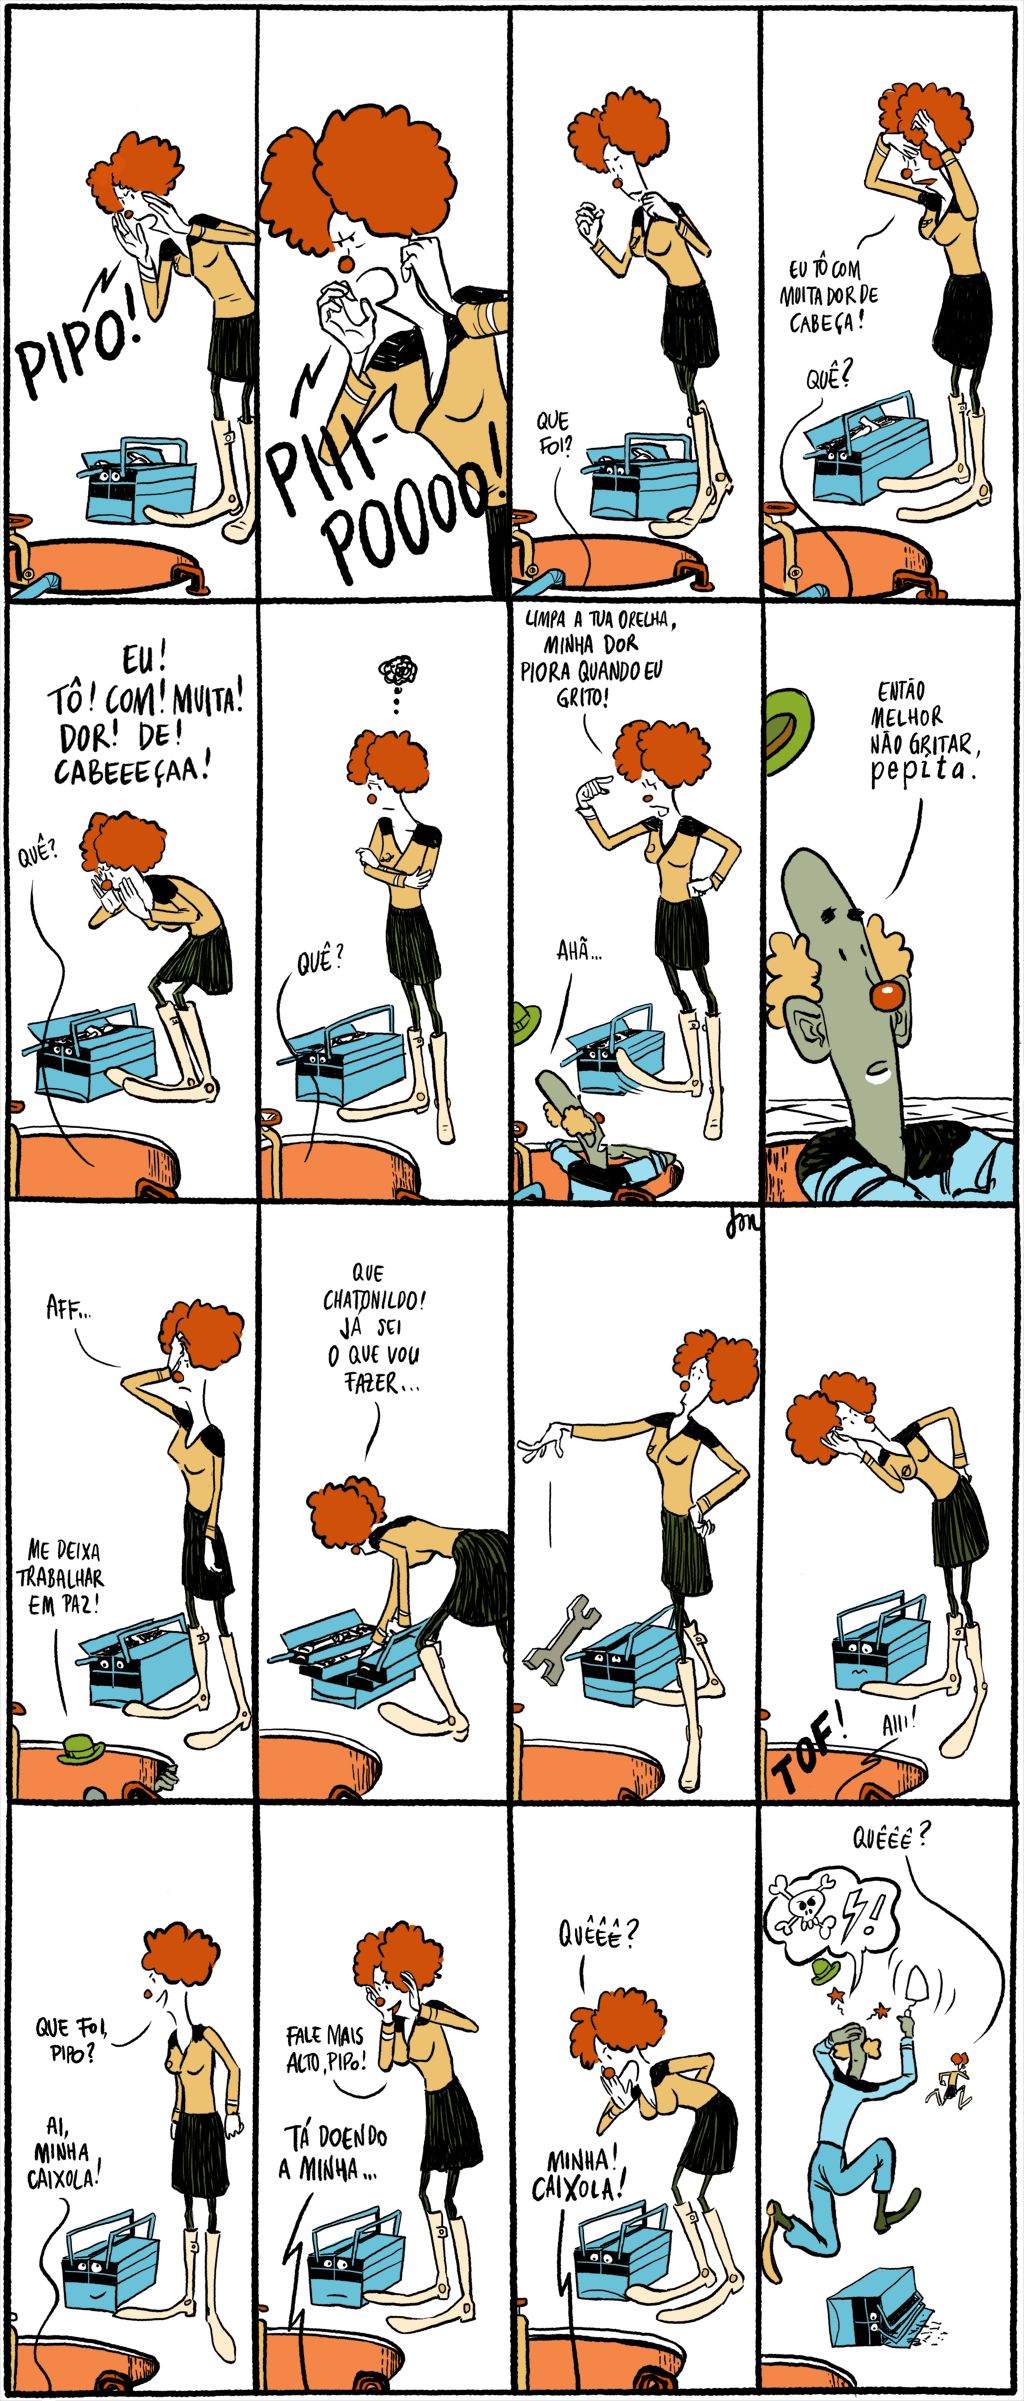 PIPO!
PIII-
POOOO!
QUE
FOI?
EU TÔ COM
MUITA DOR DE
CABEÇA!
QUÊ?
EU!
TÔ! COM! MUITA!
DOR! DE!
CABEEEÇAA!
QUÊ?
QUÊ?
LIMPA A TUA ORELHA,
MINHA DOR
PIORA QUANDO EU
GRITO!
AHÃ...
ENTÃO
MELHOR
NÃO GRITAR,
pepita.
AFF...
ME DEIXA
TRABALHAR
EM PAZ!
QUE
CHATONILDO!
JÁ SEI
O QUE VOU
FAZER...
TOF!
AIII!
QUE FOI,
PIPO?
AI,
MINHA
CAIXOLA!
FALE MAIS
ALTO, PIPO!
TÁ DOENDO
A MINHA...
QUÊÊÊ?
MINHA!
CAIXOLA!
QUÊÊÊ?